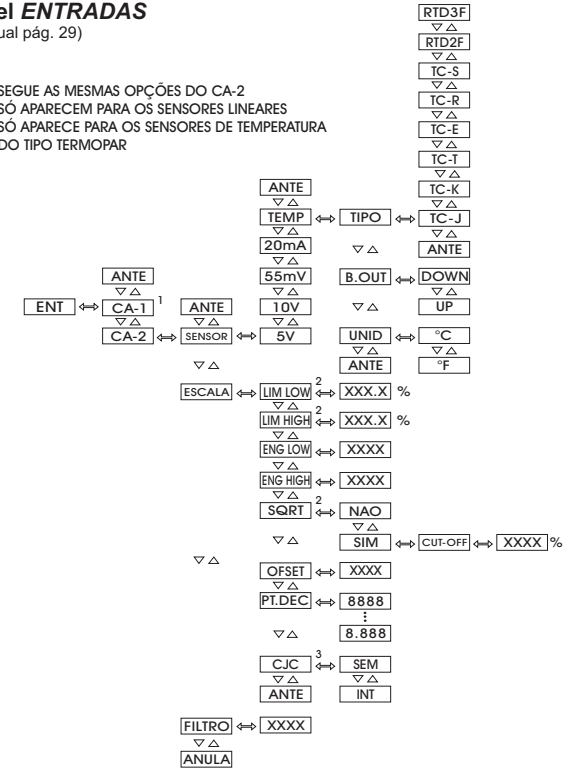 el ENTRADAS
ual pág. 29)
SEGUE AS MESMAS OPÇÕES DO CA-2
SÓ APARECEM PARA OS SENSORES LINEARES
SÓ APARECE PARA OS SENSORES DE TEMPERATURA
DO TIPO TERMOPAR
RTD3F
RTD2F
TC-S
TC-R
TC-E
TC-T
ANTE TC-K
TEMP TIPO TC-J
20mA ANTE
ANTE 55mV B.OUT DOWN
ENT CA-1 1 ANTE 10V UP
CA-2 SENSOR 5V UNID °C
ANTE °F
ESCALA LIM LOW 2 XXX.X %
LIM HIGH 2 XXX.X %
ENG LOW XXXX
ENG HIGH XXXX
SQRT 2 NAO
SIM CUT-OFF XXXX %
OFSET XXXX
PT.DEC 8888
8.888
CJC 3 SEM
ANTE INT
FILTRO XXXX
ANULA